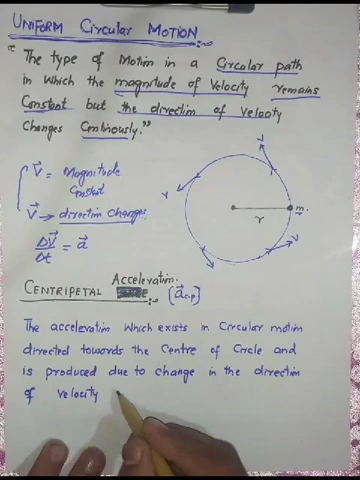 UNIFORM CIRCULAR MOTION :-
"The type of Motion in a Circular path
in which the magnitude of Velocity remains
Constant but the direction of velocity
Changes Continously."
V⃗ = Magnitude
Constant
V⃗ → direction changes
ΔV⃗/Δt = a⃗
V
V
V
V
r
m
CENTRIPETAL Acceleration :- (a⃗cp)
The acceleration which exists in Circular motion
directed towards the Centre of Circle and
is produced due to change in the direction
of velocity